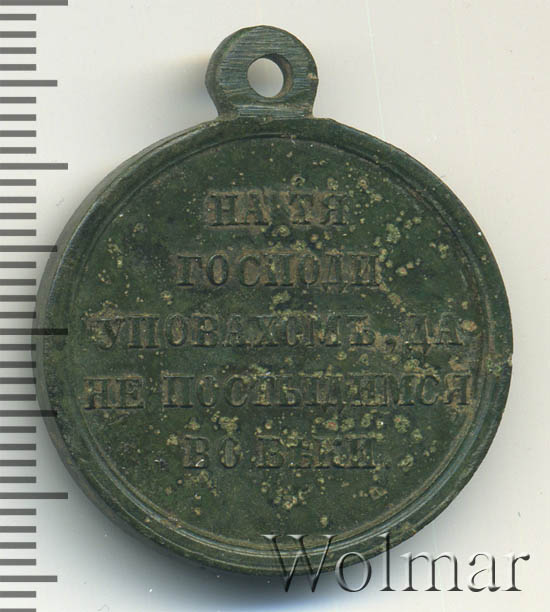 НА ТЯ
ГОСПОДИ
УПОВАХОМЪ, ДА
НЕ ПОСТЫДИМСЯ
ВО ВѢКИ.
Wolmar